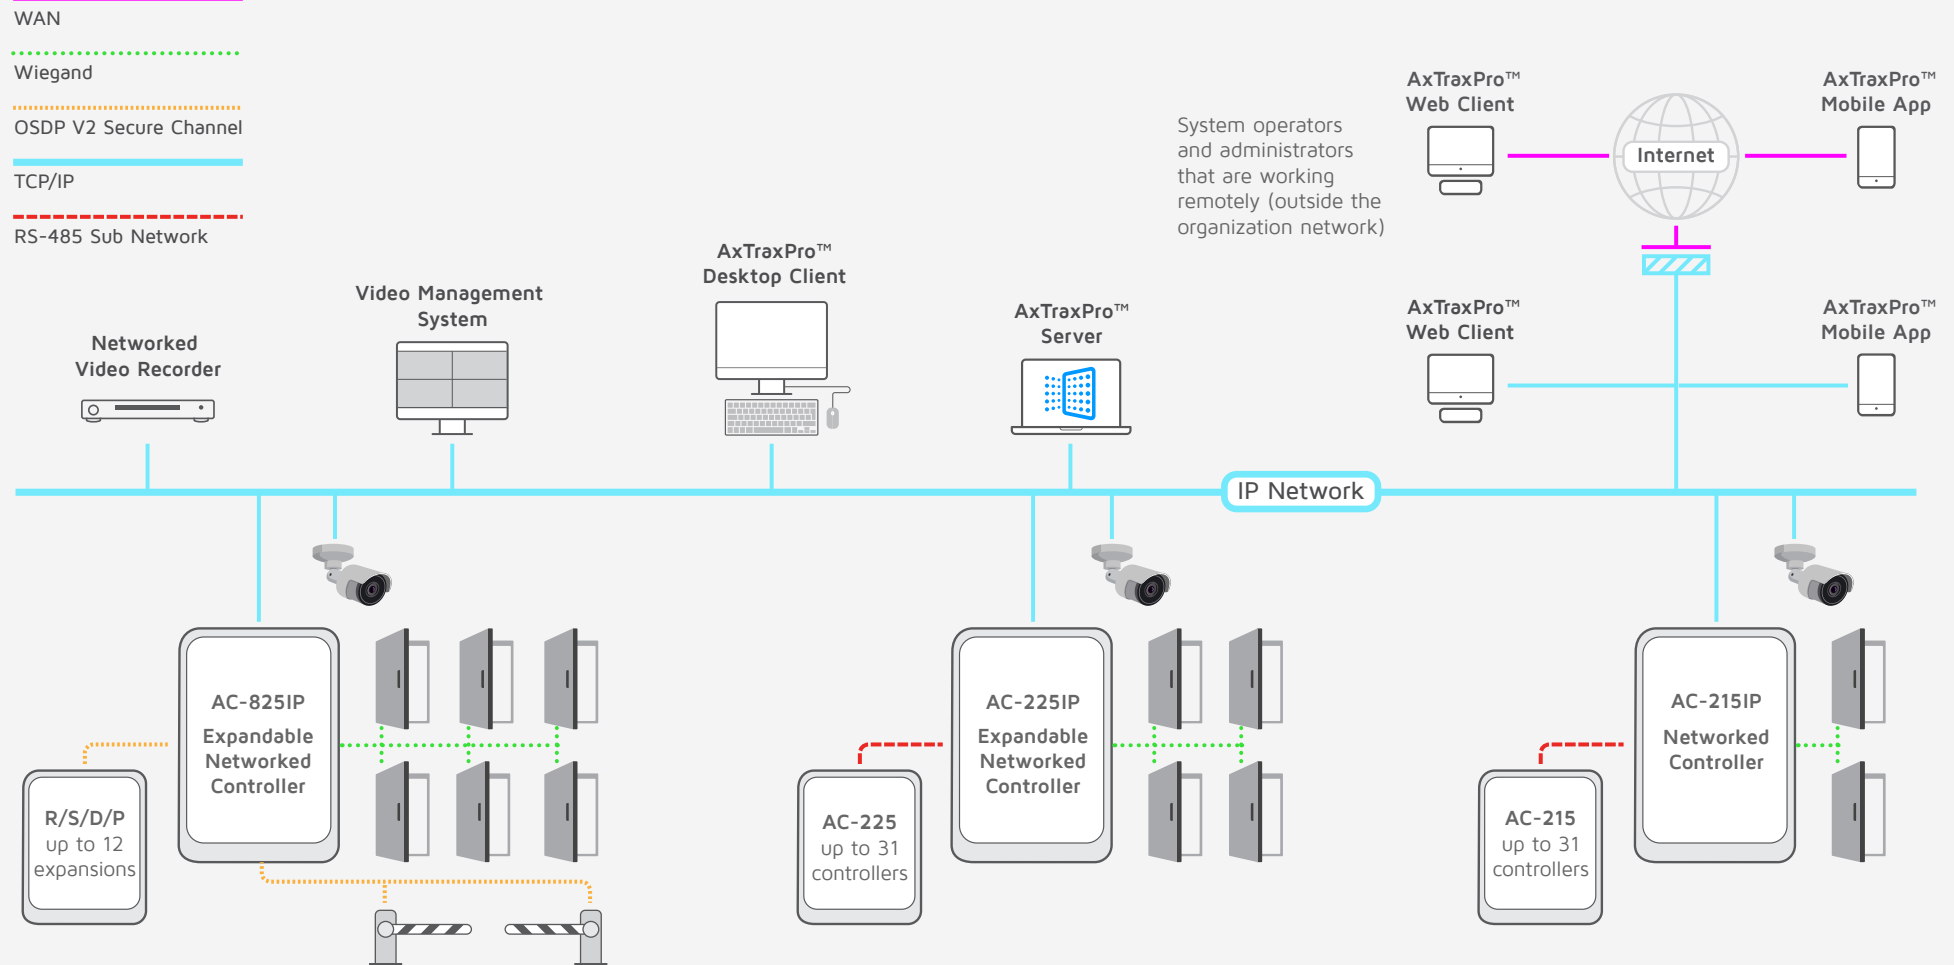 WAN
Wiegand
OSDP V2 Secure Channel
TCP/IP
RS-485 Sub Network
System operators
and administrators
that are working
remotely (outside the
organization network)
AxTraxPro™
Web Client
Internet
AxTraxPro™
Mobile App
Networked
Video Recorder
Video Management
System
AxTraxPro™
Desktop Client
AxTraxPro™
Server
AxTraxPro™
Web Client
AxTraxPro™
Mobile App
IP Network
R/S/D/P
up to 12
expansions
AC-825IP
Expandable
Networked
Controller
AC-225
up to 31
controllers
AC-225IP
Expandable
Networked
Controller
AC-215
up to 31
controllers
AC-215IP
Networked
Controller